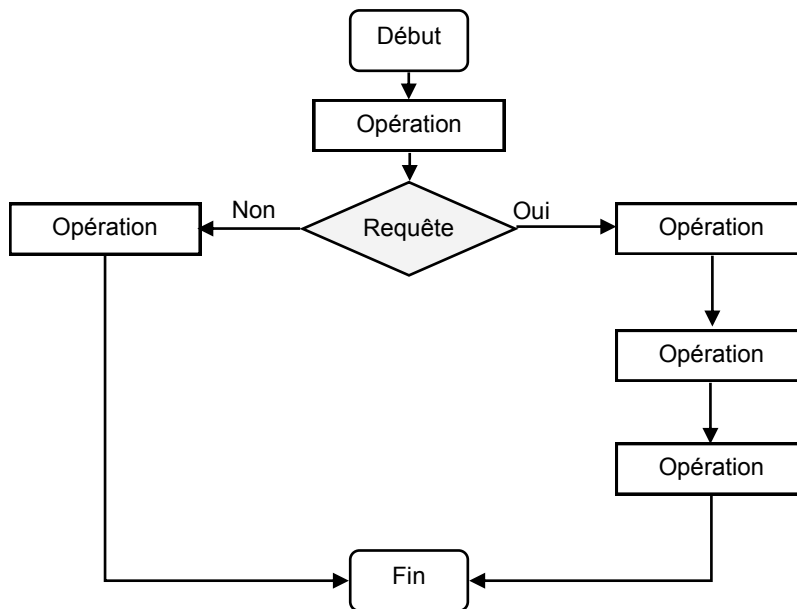 Début
Opération
Non
Oui
Opération
Requête
Opération
Opération
Opération
Fin